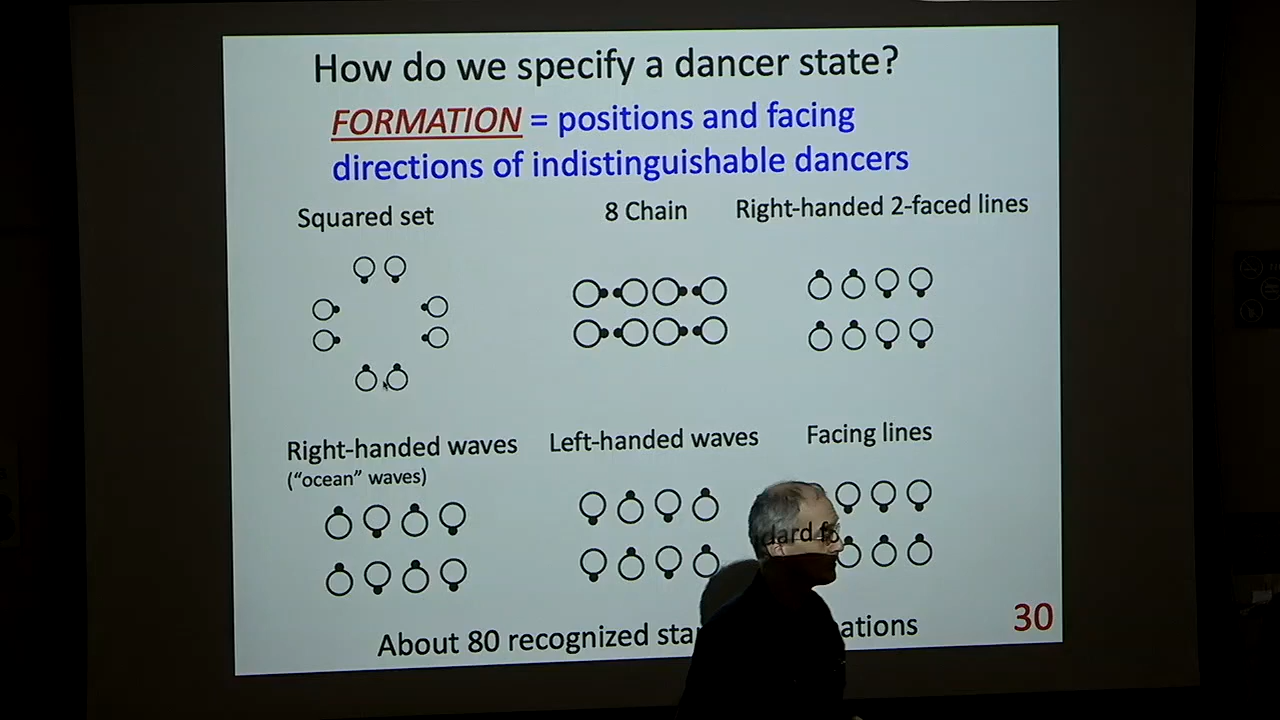 How do we specify a dancer state?
FORMATION = positions and facing
directions of indistinguishable dancers
Squared set
8 Chain
Right-handed 2-faced lines
Right-handed waves
("ocean" waves)
Left-handed waves
Facing lines
About 80 recognized
30